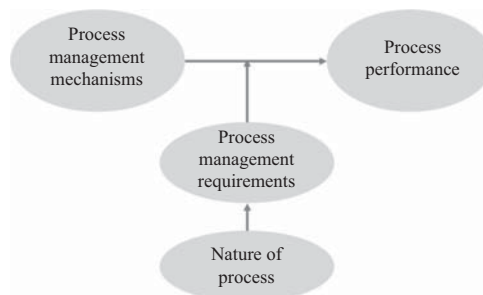 Process
management
mechanisms
Process
performance
Process
management
requirements
Nature of
process